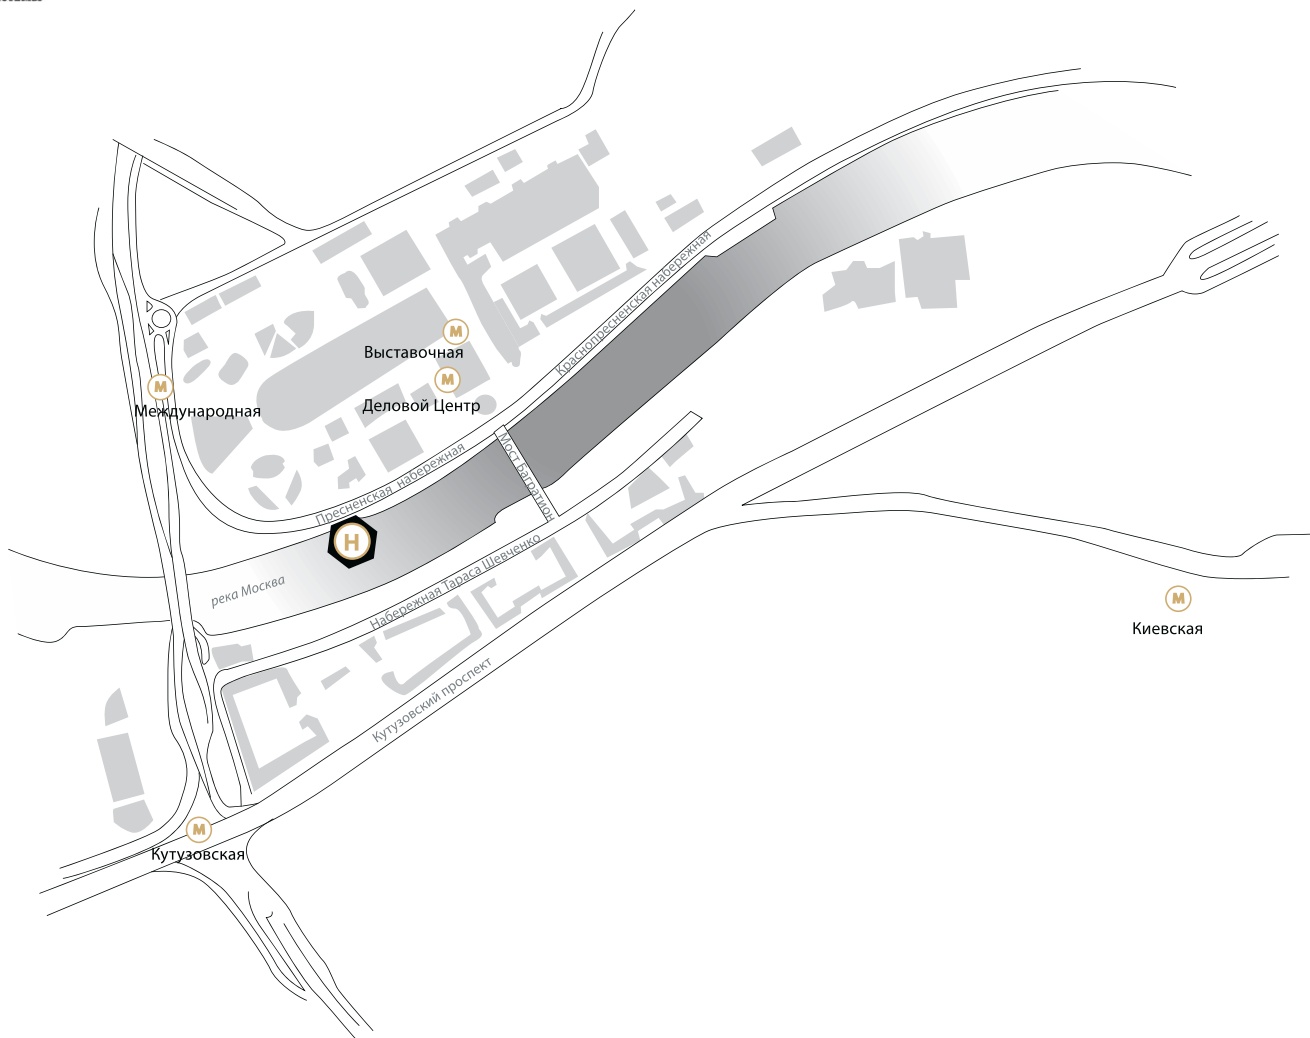 Краснопресненская набережная
М
Выставочная
М
Деловой Центр
М
Международная
Мост Багратион
Пресненская набережная
Н
Набережная Тараса Шевченко
река Москва
М
Киевская
Кутузовский проспект
М
Кутузовская